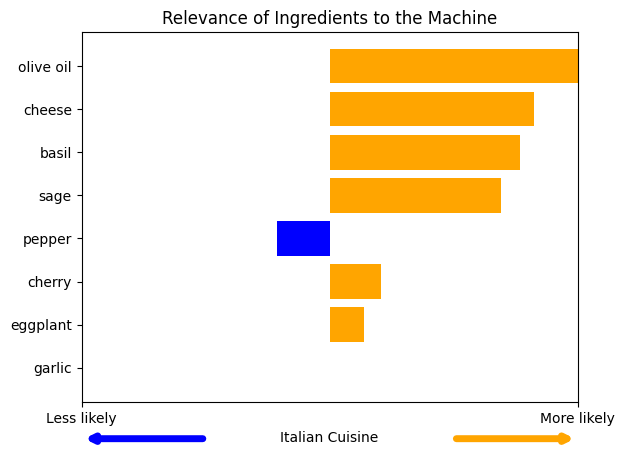 Relevance of Ingredients to the Machine
olive oil
cheese
basil
sage
pepper
cherry
eggplant
garlic
Less likely
More likely
Italian Cuisine